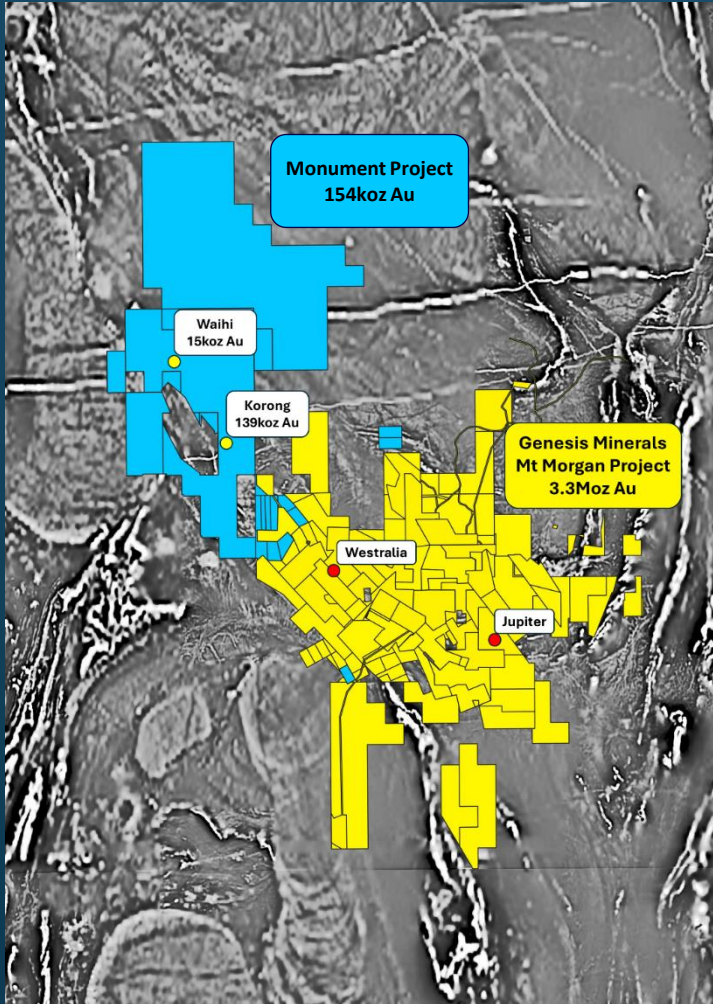 Monument Project
154koz Au
Waihi
15koz Au
Korong
139koz Au
Genesis Minerals
Mt Morgan Project
3.3Moz Au
Westralia
Jupiter